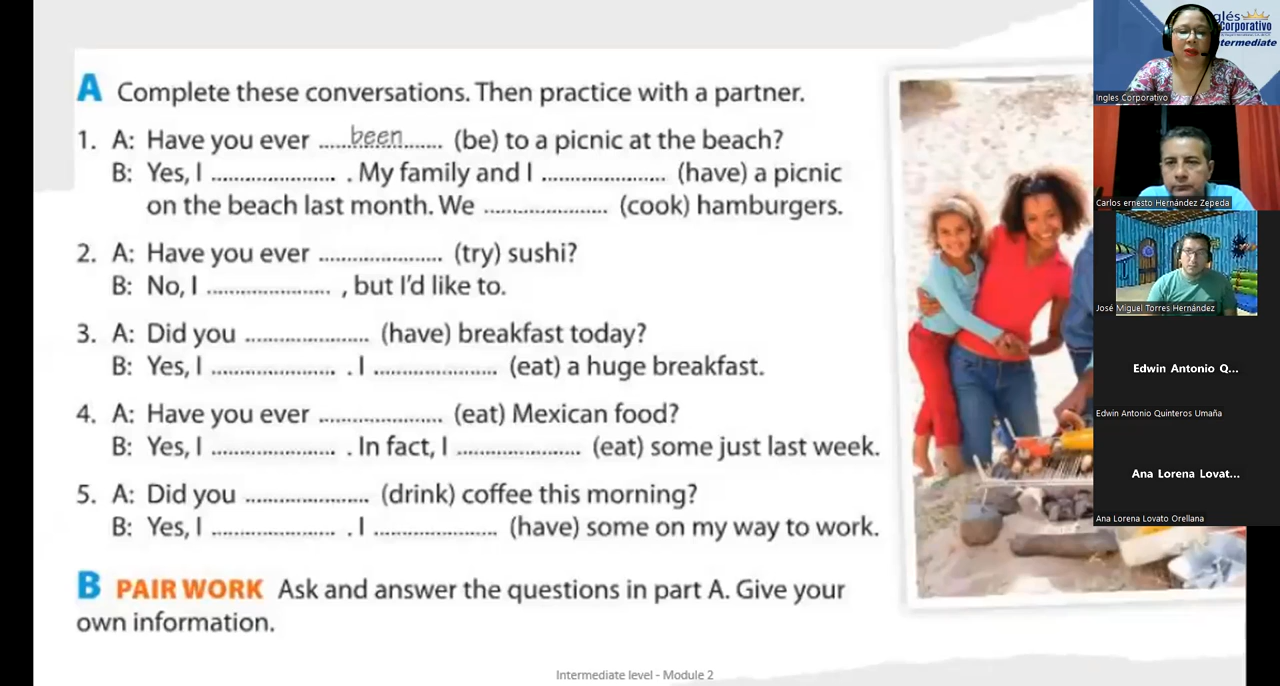 A Complete these conversations. Then practice with a partner.
1. A: Have you ever ....been.... (be) to a picnic at the beach?
B: Yes, I .................... . My family and I .................... (have) a picnic
on the beach last month. We .................... (cook) hamburgers.
2. A: Have you ever .................... (try) sushi?
B: No, I .................... , but I'd like to.
3. A: Did you .................... (have) breakfast today?
B: Yes, I .................... . I .................... (eat) a huge breakfast.
4. A: Have you ever .................... (eat) Mexican food?
B: Yes, I .................... . In fact, I .................... (eat) some just last week.
5. A: Did you .................... (drink) coffee this morning?
B: Yes, I .................... . I .................... (have) some on my way to work.
B PAIR WORK Ask and answer the questions in part A. Give your
own information.
Intermediate level - Module 2
glés
Corporativo
ntermediate
Ingles Corporativo
Carlos ernesto Hernández Zepeda
José Miguel Torres Hernández
Edwin Antonio Q...
Edwin Antonio Quinteros Umaña
Ana Lorena Lovat...
Ana Lorena Lovato Orellana